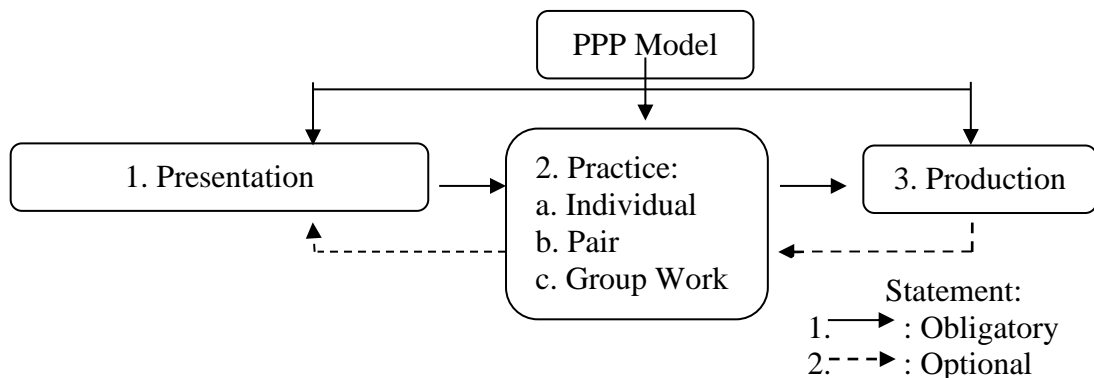 PPP Model
1. Presentation
2. Practice:
a. Individual
b. Pair
c. Group Work
3. Production
Statement:
1. : Obligatory
2. : Optional